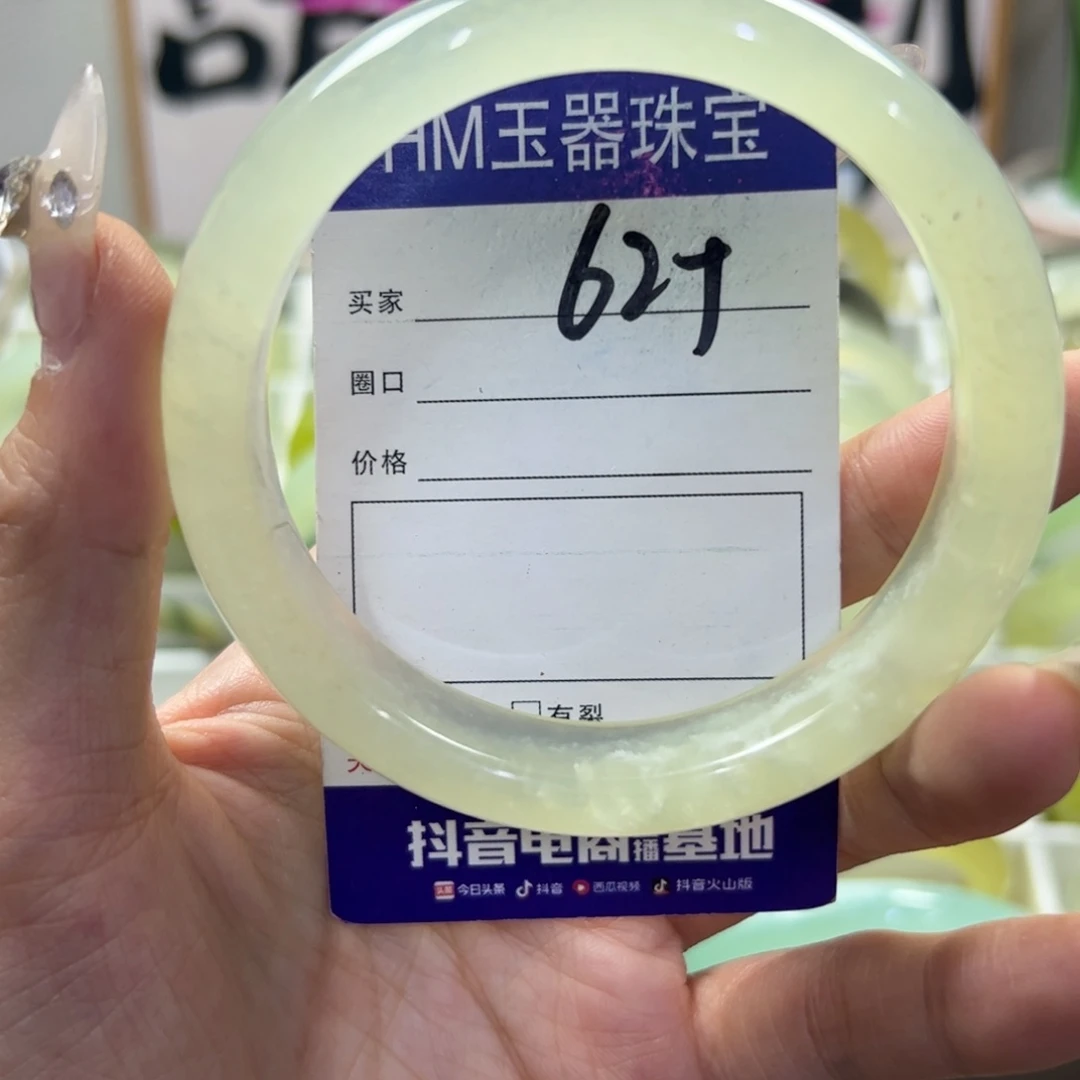 HM玉器珠宝
62+
买家
圈口
价格
有裂
抖音电商直播基地
今日头条 抖音 西瓜视频 抖音火山版